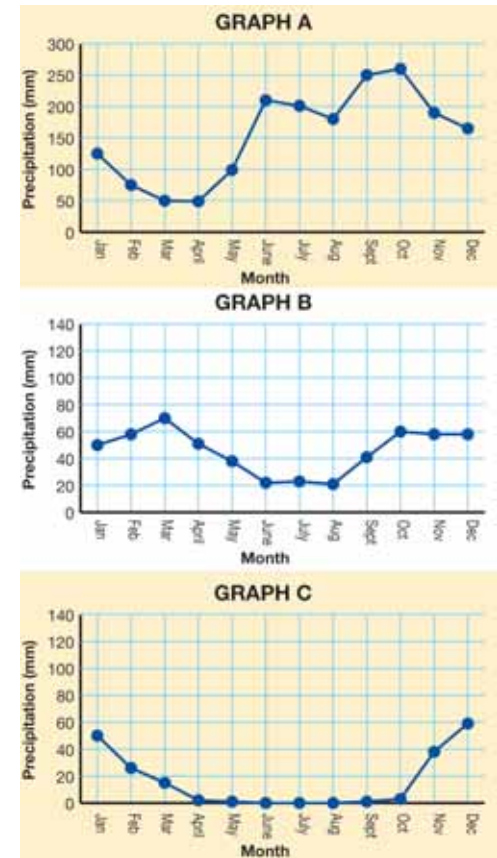 GRAPH A
Precipitation (mm)
300
250
200
150
100
50
0
Jan Feb Mar April May June July Aug Sept Oct Nov Dec
Month
GRAPH B
Precipitation (mm)
140
120
100
80
60
40
20
0
Jan Feb Mar April May June July Aug Sept Oct Nov Dec
Month
GRAPH C
Precipitation (mm)
140
120
100
80
60
40
20
0
Jan Feb Mar April May June July Aug Sept Oct Nov Dec
Month